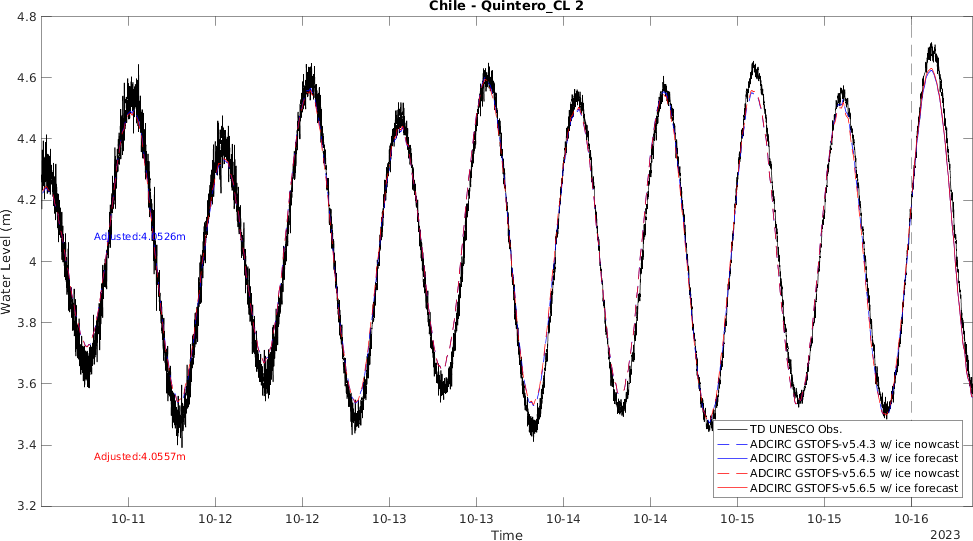 Chile - Quintero_CL 2
4.8
4.6
4.4
4.2
4
3.8
3.6
3.4
3.2
Water Level (m)
Adjusted:4.0526m
Adjusted:4.0557m
TD UNESCO Obs.
ADCIRC GSTOFS-v5.4.3 w/ ice nowcast
ADCIRC GSTOFS-v5.4.3 w/ ice forecast
ADCIRC GSTOFS-v5.6.5 w/ ice nowcast
ADCIRC GSTOFS-v5.6.5 w/ ice forecast
10-11 10-12 10-12 10-13 10-13 10-14 10-14 10-15 10-15 10-16
Time
2023